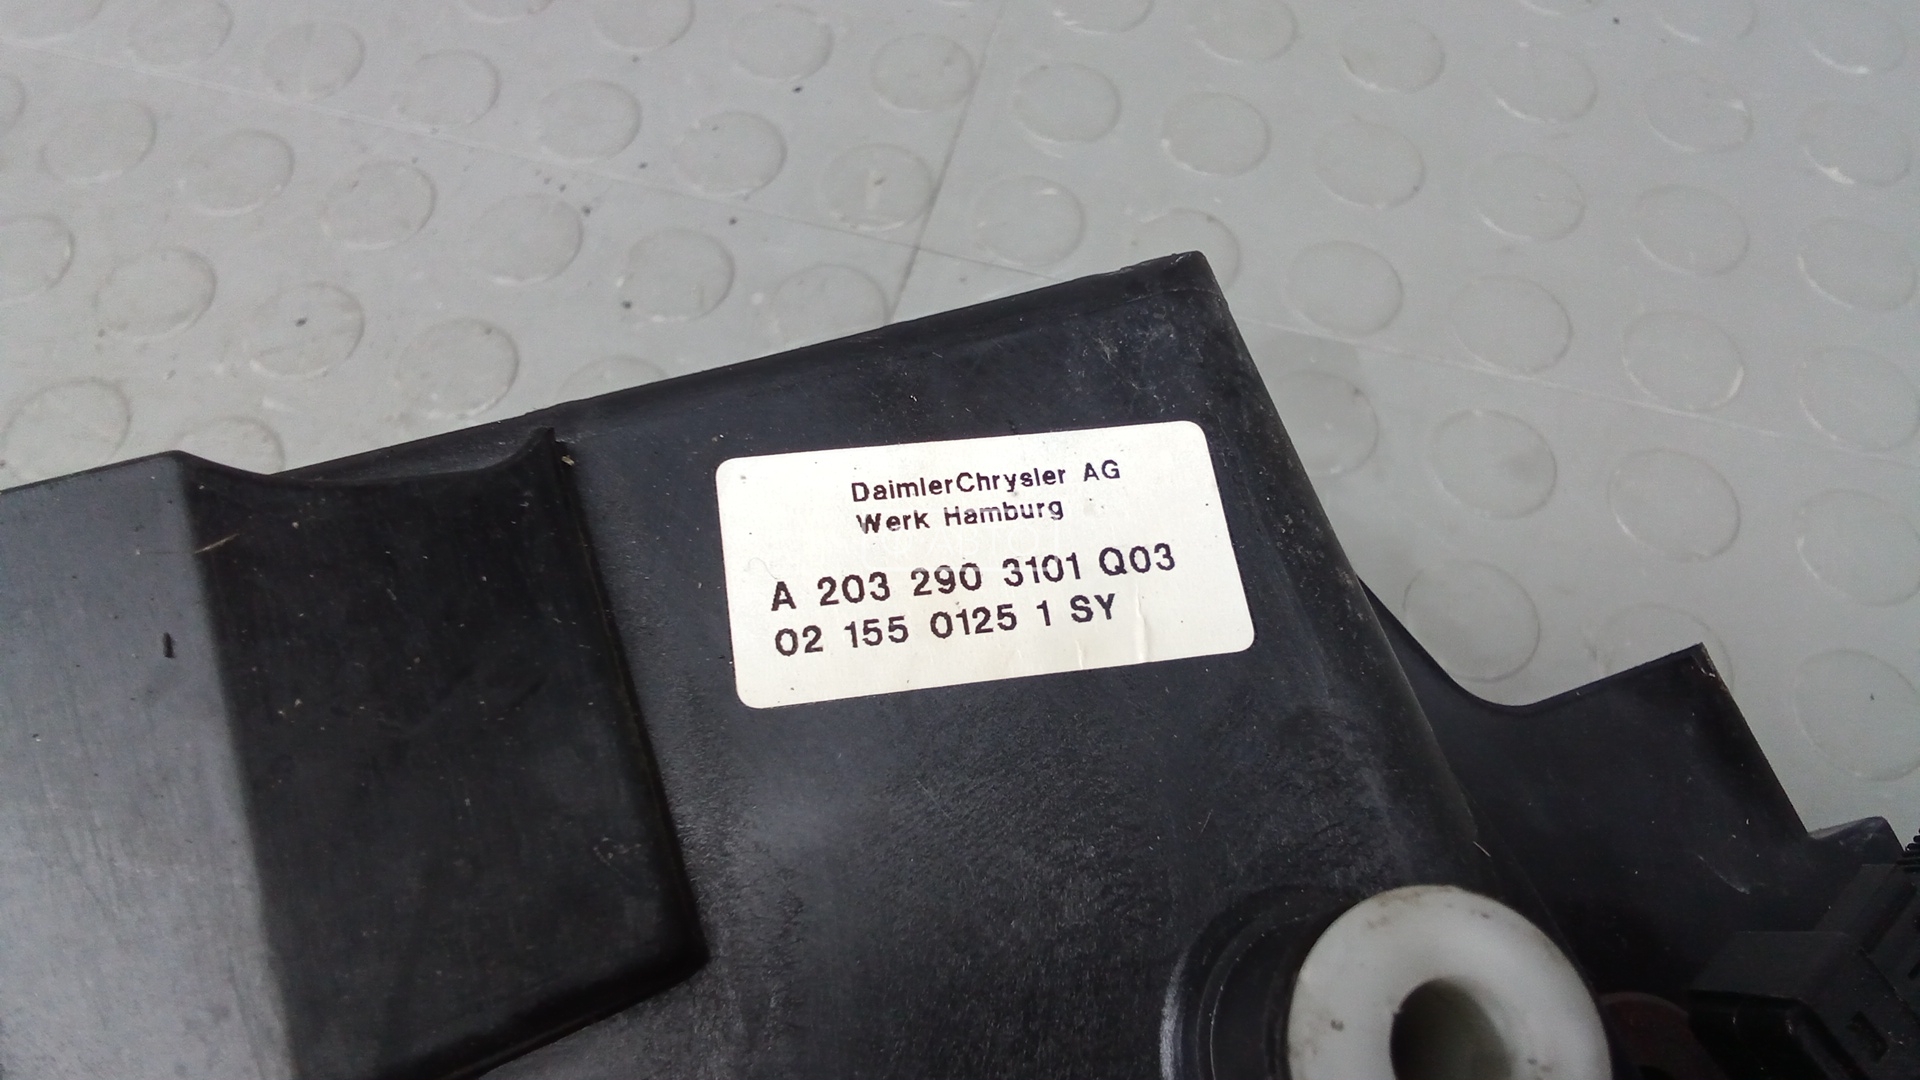 DaimlerChrysler AG
Werk Hamburg
A 203 290 3101 Q03
02 155 0125 1 SY